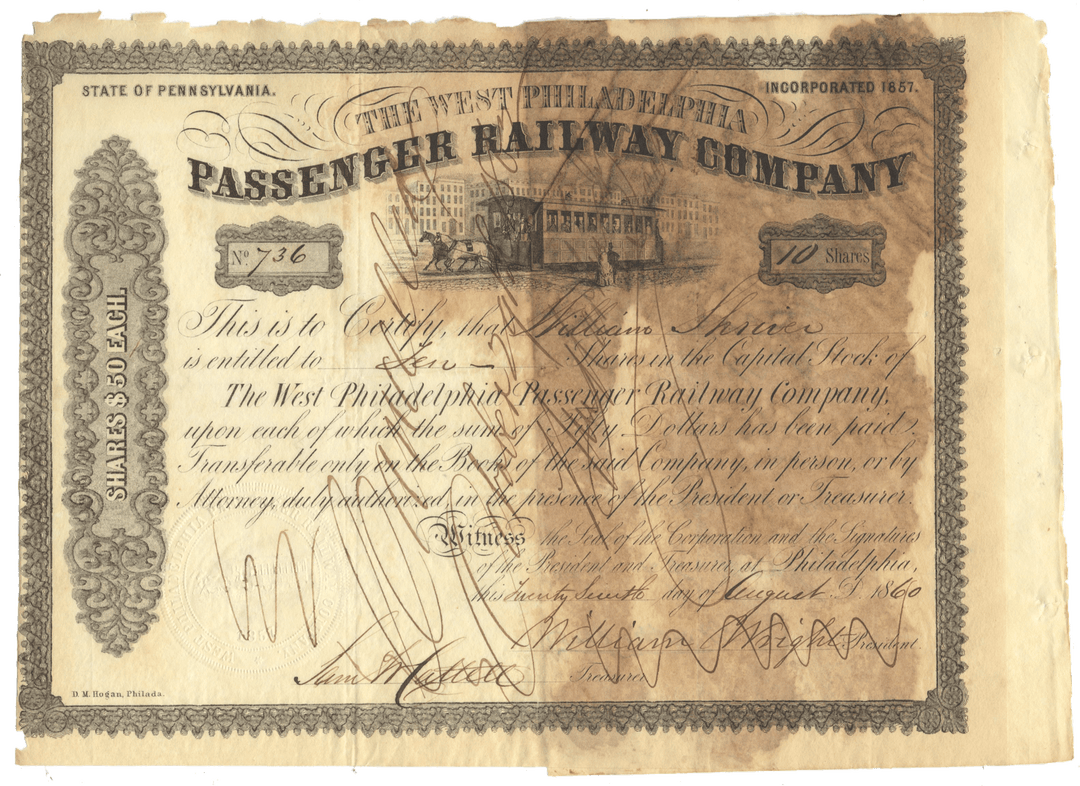 STATE OF PENNSYLVANIA.
INCORPORATED 1857.
THE WEST PHILADELPHIA
PASSENGER RAILWAY COMPANY
No. 736
10 Shares
SHARES $50 EACH.
This is to Certify, that William
is entitled to Ten Shares in the Capital Stock of
The West Philadelphia Passenger Railway Company,
upon each of which the sum of Fifty Dollars has been paid,
Transferable only on the Books of the said Company, in person, or by
Attorney, duly authorized, in the presence of the President or Treasurer
Witness the Seal of the Corporation and the Signatures
of the President and Treasurer, at Philadelphia,
this Twenty day of August A.D. 1860
William Wright President
Treasurer
D. M. Hogan, Philada.